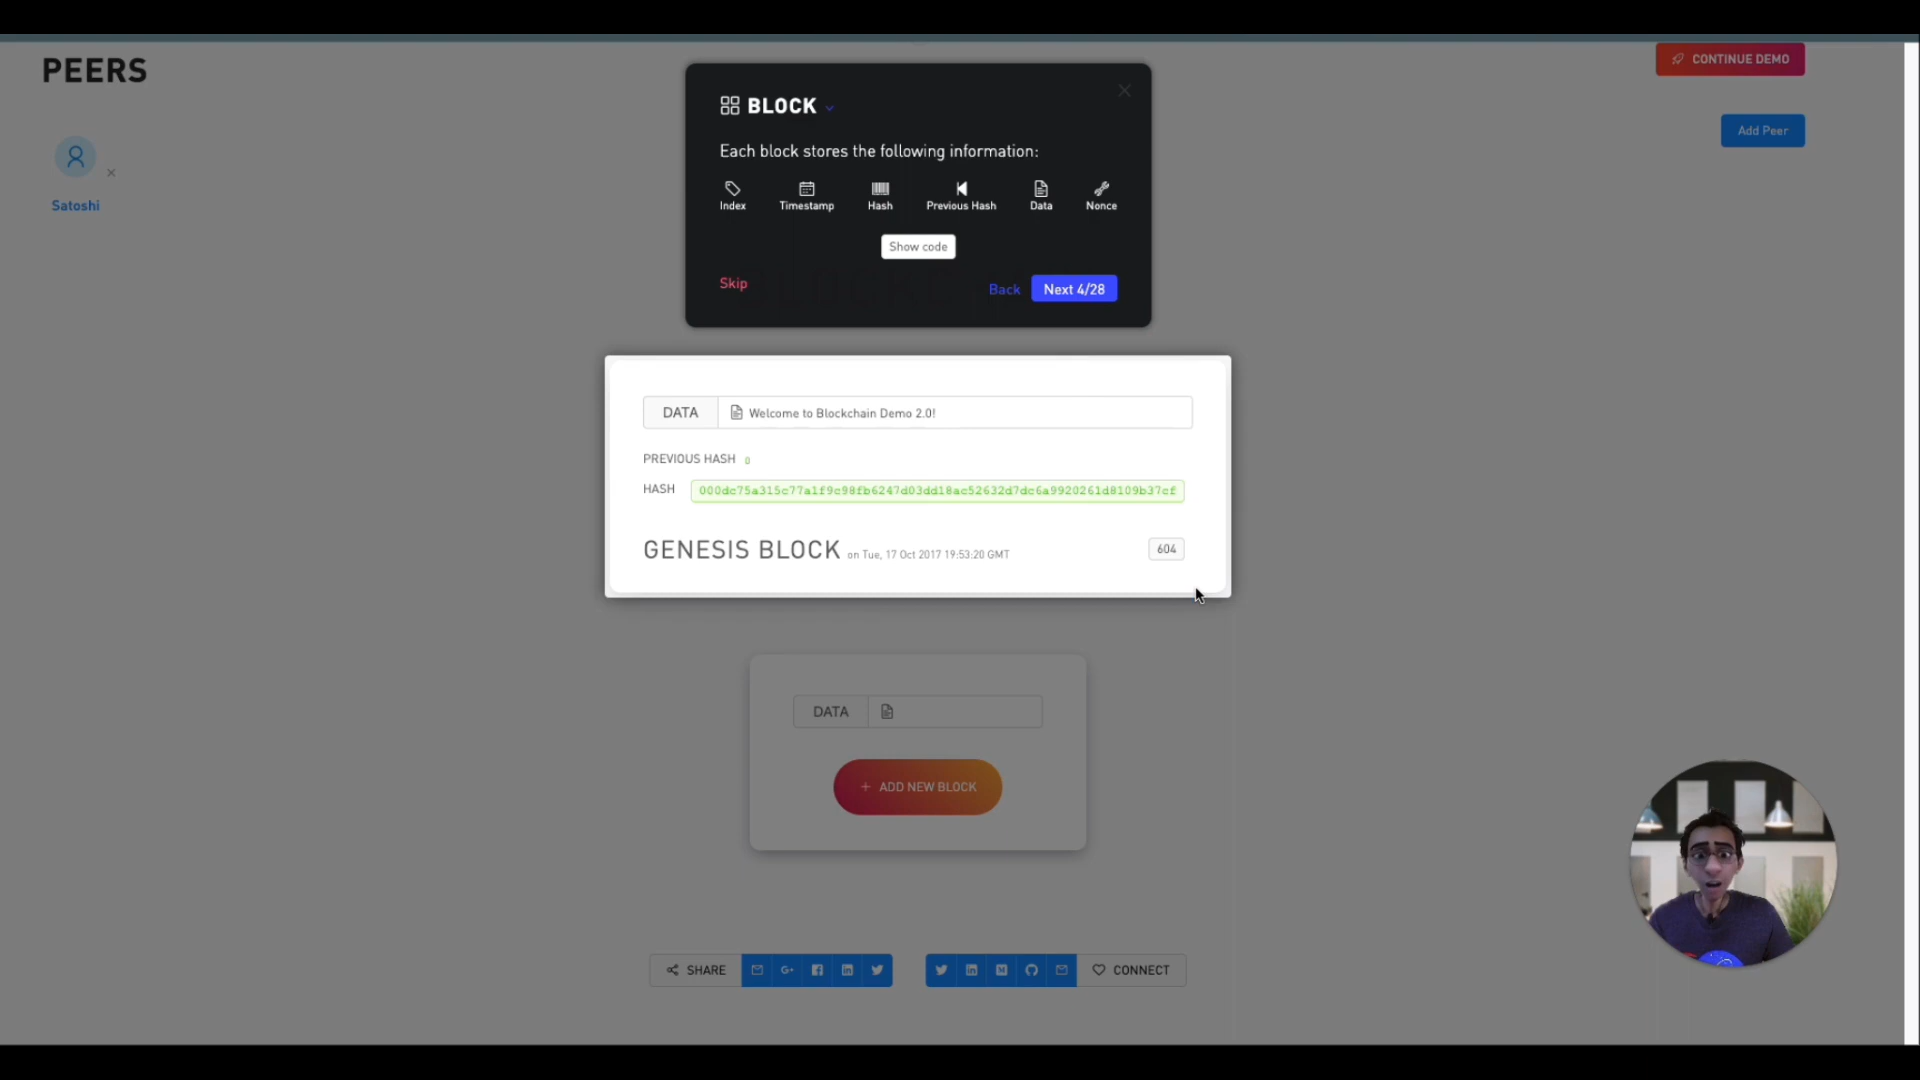 PEERS
CONTINUE DEMO
Add Peer
Satoshi
BLOCK
Each block stores the following information:
Index Timestamp Hash Previous Hash Data Nonce
Show code
Skip
Back Next 4/28
DATA Welcome to Blockchain Demo 2.0!
PREVIOUS HASH 0
HASH 000dc75a315c77a1f9c98fb6247d03dd18ac52632d7dc6a9920261d8109b37cf
GENESIS BLOCK on Tue, 17 Oct 2017 19:53:20 GMT 604
DATA
+ ADD NEW BLOCK
SHARE G+ CONNECT